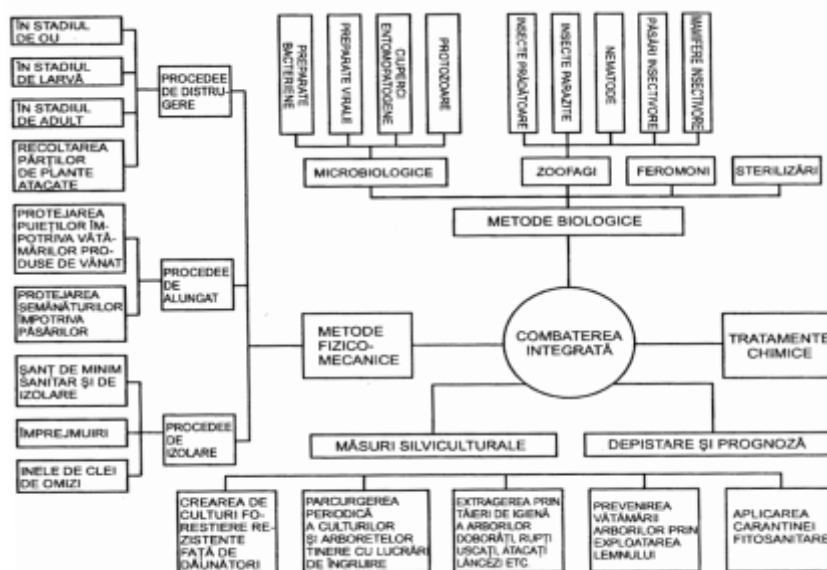 ÎN STADIUL
DE OU
ÎN STADIUL
DE LARVĂ
ÎN STADIUL
DE ADULT
RECOLTAREA
PĂRȚILOR
DE PLANTE
ATACATE
PROCEDEE
DE DISTRU-
GERE
PROTEJAREA
PUIEȚILOR ÎM-
POTRIVA VĂTĂ-
MĂRILOR PRO-
DUSE DE VÂNAT
PROTEJAREA
SEMĂNĂTURILOR
ÎMPOTRIVA
PĂSĂRILOR
PROCEDEE
DE
ALUNGAT
ȘANȚ DE MINIM
SANITAR ȘI DE
IZOLARE
ÎMPREJMUIRI
INELE DE CLEI
DE OMIZI
PROCEDEE
DE
IZOLARE
METODE
FIZICO-
MECANICE
PREPARATE
BACTERIENE
PREPARATE VIRALE
CIUPERCI
ENTOMOPATOGENE
PROTOZOARE
MICROBIOLOGICE
INSECTE PRĂDĂTOARE
INSECTE PARAZITE
NEMATODE
PĂSĂRI INSECTIVORE
MAMIFERE INSECTIVORE
ZOOFAGI
FEROMONI
STERILIZĂRI
METODE BIOLOGICE
COMBATEREA
INTEGRATĂ
TRATAMENTE
CHIMICE
MĂSURI SILVICULTURALE
DEPISTARE ȘI PROGNOZĂ
CREAREA DE
CULTURI FO-
RESTIERE RE-
ZISTENTE
FAȚĂ DE
DĂUNĂTORI
PARCURGEREA
PERIODICĂ
A CULTURILOR
ȘI ARBORETELOR
TINERE CU LUCRĂRI
DE ÎNGRIJIRE
EXTRAGEREA PRIN
TĂIERI DE IGIENĂ
A ARBORILOR
DOBORÂȚI, RUPȚI
USCAȚI, ATACAȚI
LÂNCEZI ETC.
PREVENIREA
VĂTĂMĂRII
ARBORILOR PRIN
EXPLOATAREA
LEMNULUI
APLICAREA
CARANTINEI
FITOSANITARE